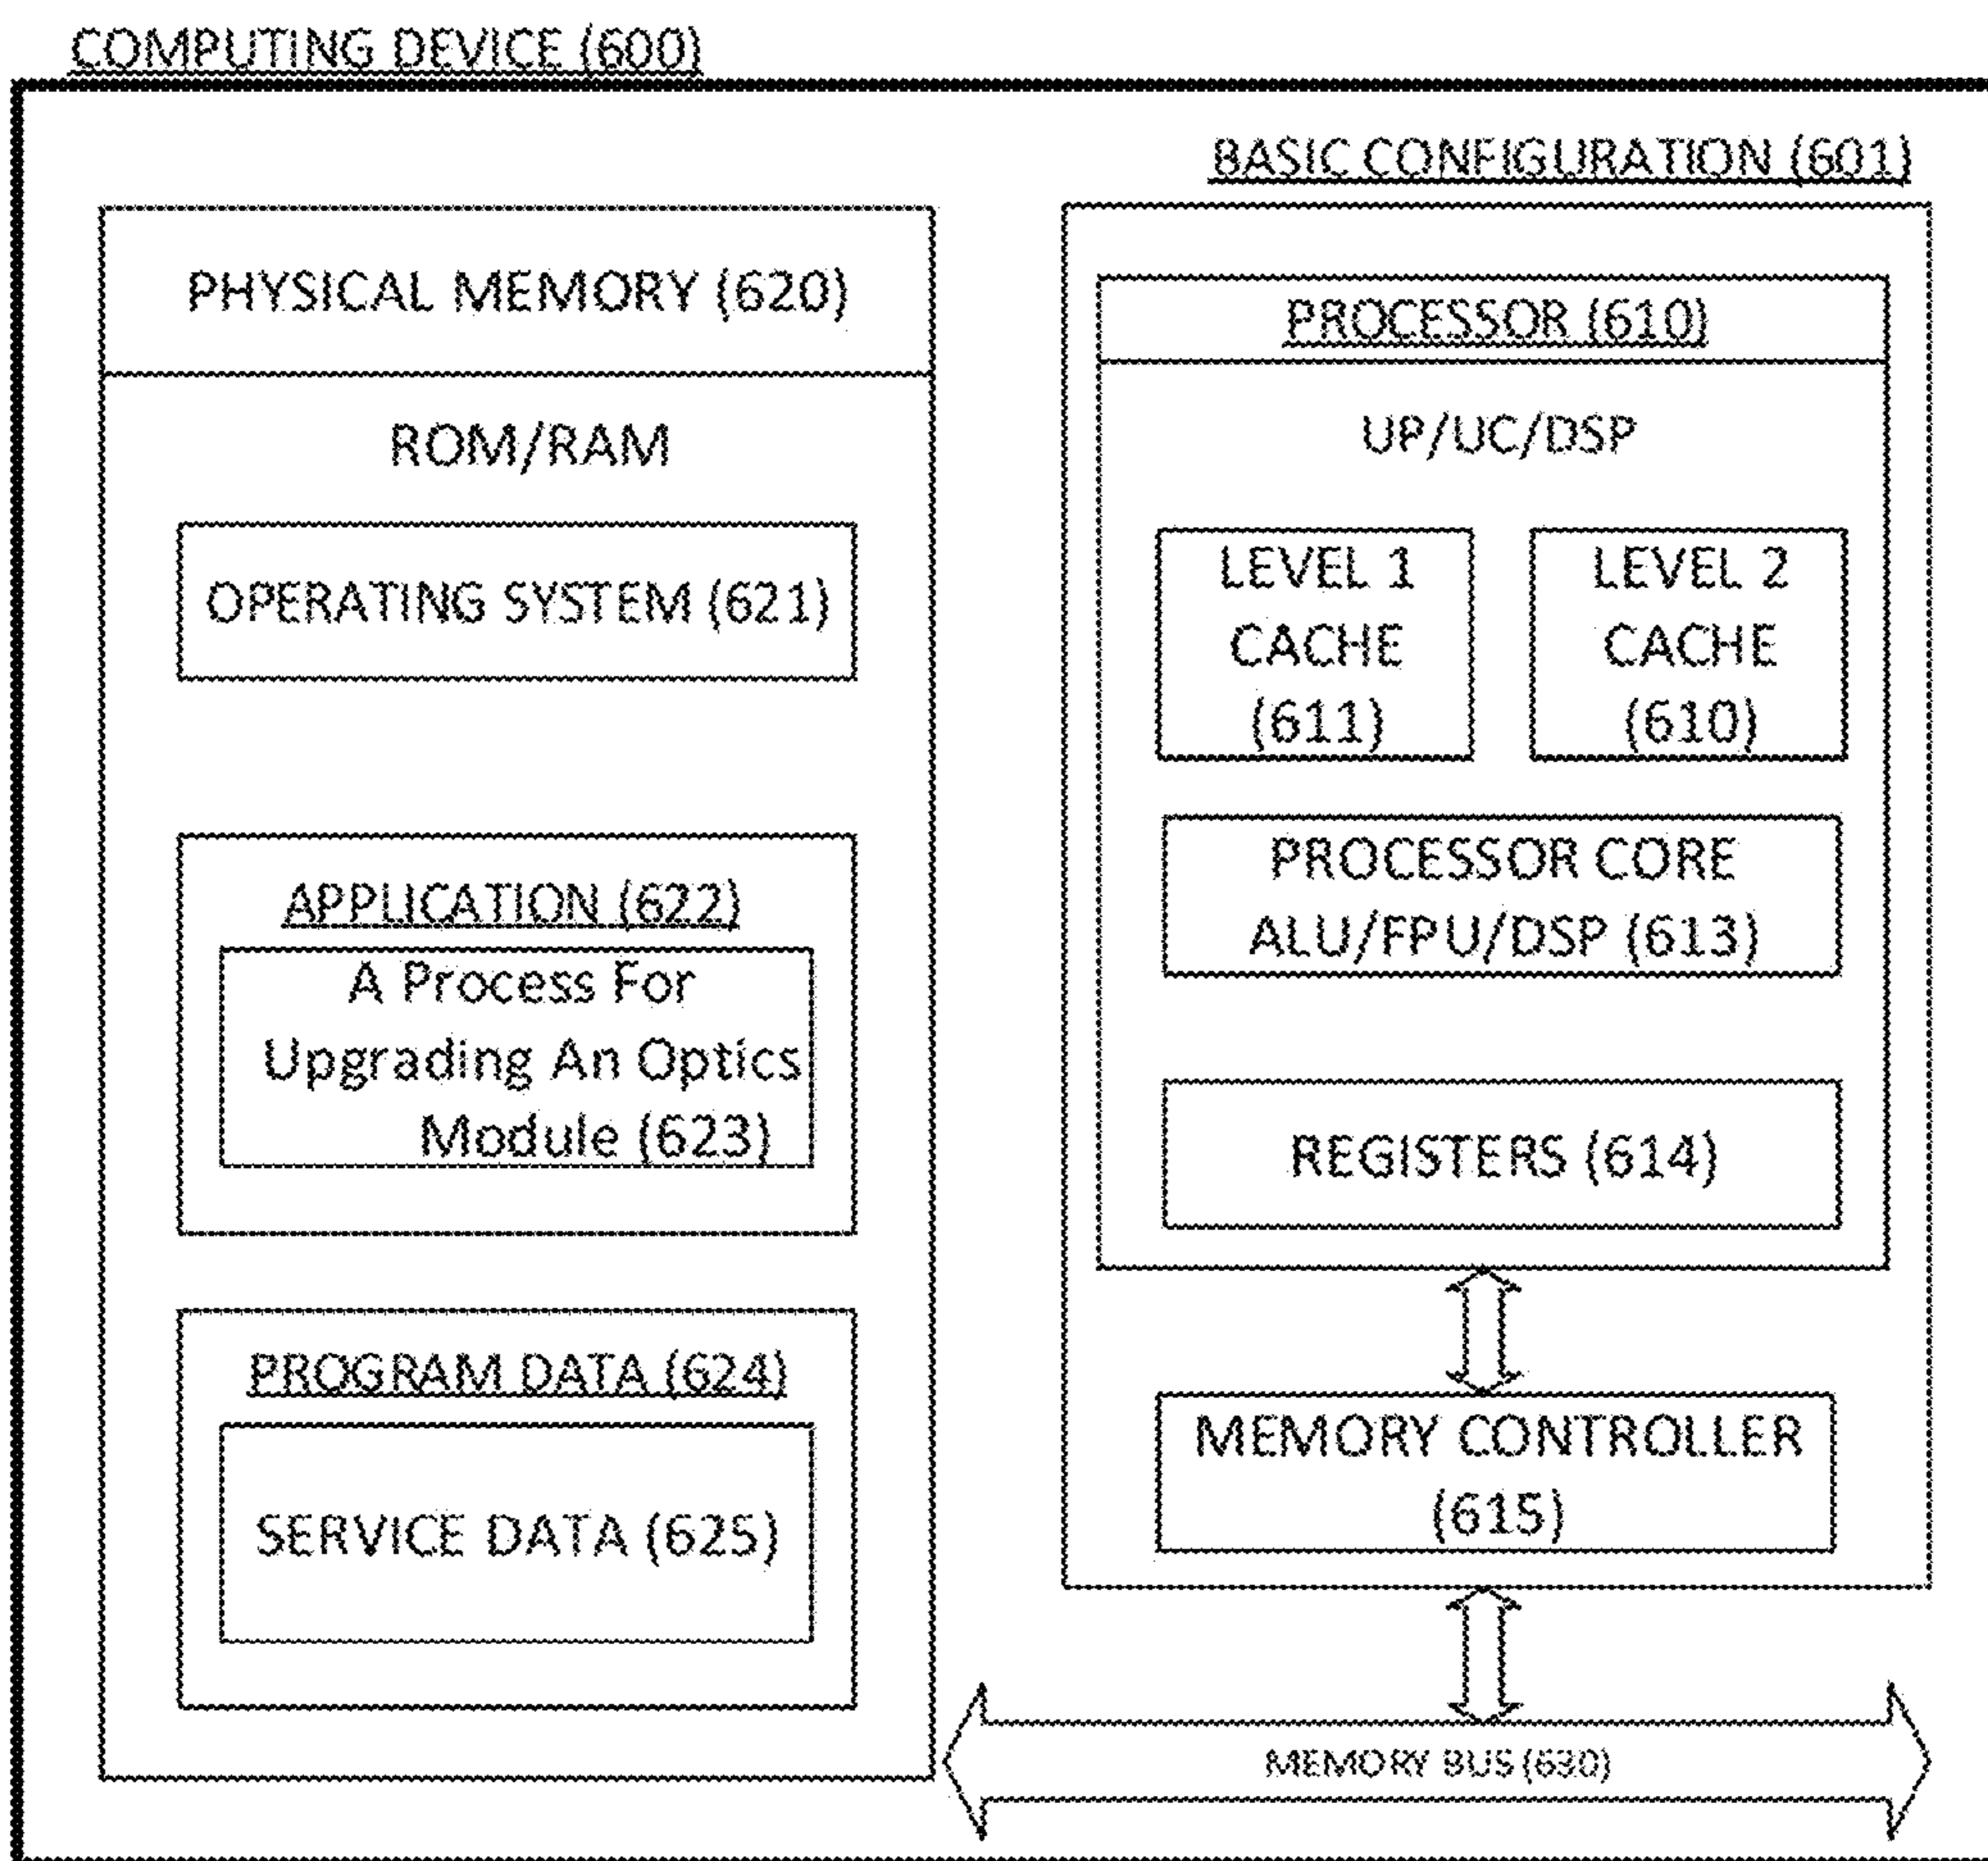 COMPUTING DEVICE (600)
BASIC CONFIGURATION (601)
PHYSICAL MEMORY (620)
ROM/RAM
OPERATING SYSTEM (621)
APPLICATION (622)
A Process For
Upgrading An Optics
Module (623)
PROGRAM DATA (624)
SERVICE DATA (625)
PROCESSOR (610)
UP/UC/DSP
LEVEL 1
CACHE
(611)
LEVEL 2
CACHE
(610)
PROCESSOR CORE
ALU/FPU/DSP (613)
REGISTERS (614)
MEMORY CONTROLLER
(615)
MEMORY BUS (630)